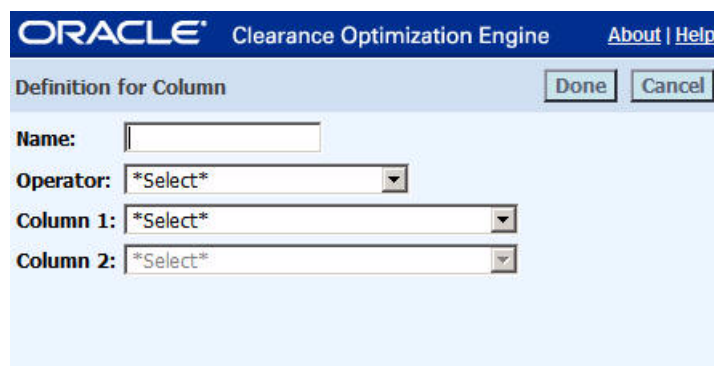 ORACLE Clearance Optimization Engine About | Help
Definition for Column Done Cancel
Name:
Operator: *Select*
Column 1: *Select*
Column 2: *Select*